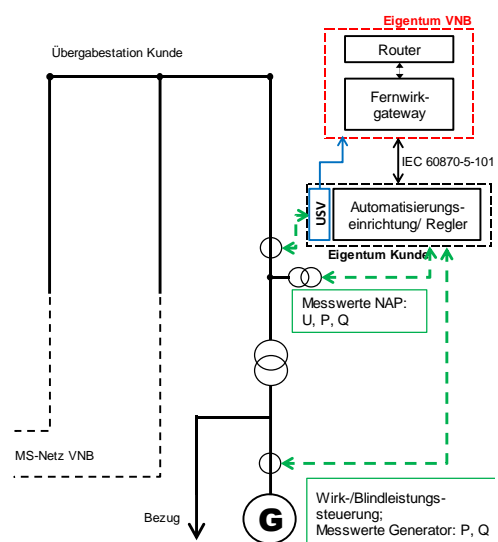 Eigentum VNB
Router
Fernwirk-
gateway
Übergabestation Kunde
IEC 60870-5-101
USV
Automatisierungs-
einrichtung/ Regler
Eigentum Kunde
Messwerte NAP:
U, P, Q
MS-Netz VNB
Bezug
G
Wirk-/Blindleistungs-
steuerung;
Messwerte Generator: P, Q